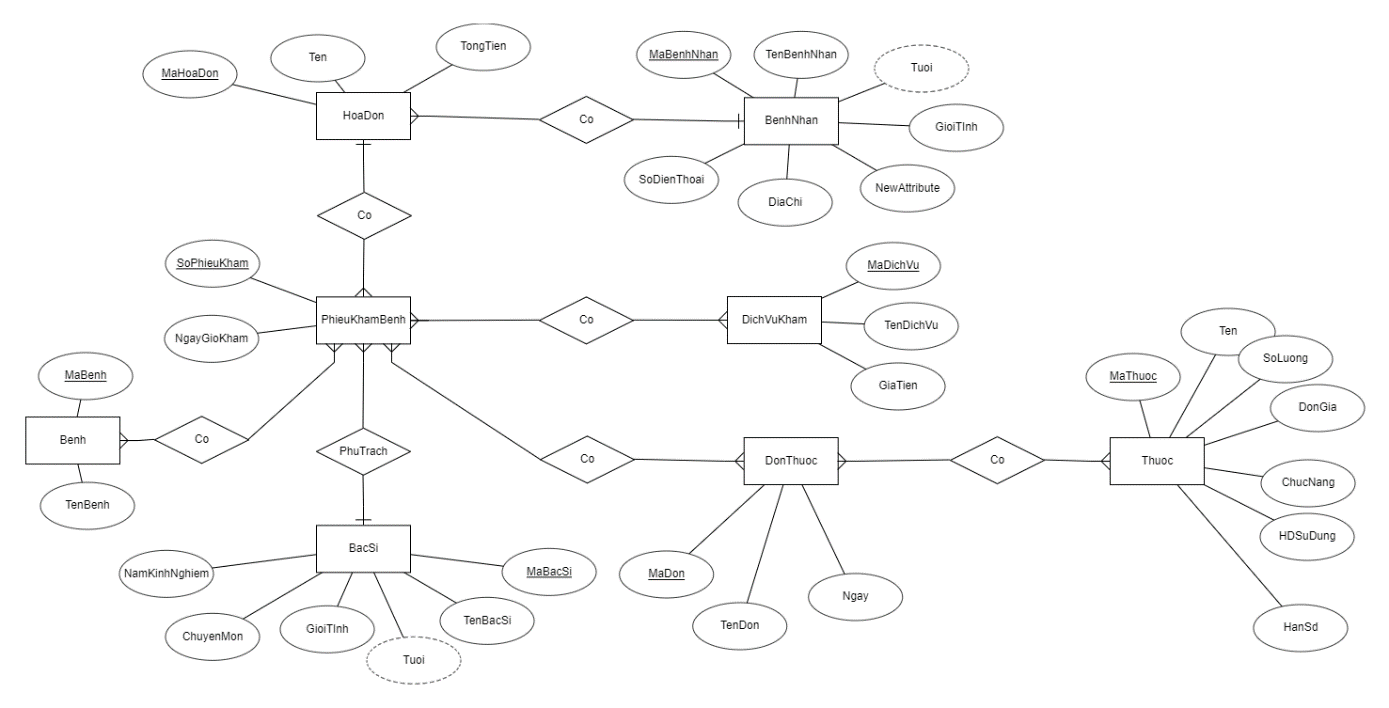 TongTien
Ten
MaHoaDon
HoaDon
Co
MaBenhNhan
TenBenhNhan
Tuoi
BenhNhan
GioiTInh
SoDienThoai
DiaChi
NewAttribute
Co
SoPhieuKham
PhieuKhamBenh
NgayGioKham
Co
DichVuKham
MaDichVu
TenDichVu
GiaTien
MaBenh
Benh
Co
TenBenh
PhuTrach
Co
DonThuoc
Co
Thuoc
MaThuoc
Ten
SoLuong
DonGia
ChucNang
HDSuDung
HanSd
BacSi
NamKinhNghiem
MaBacSi
ChuyenMon
GioiTInh
Tuoi
TenBacSi
MaDon
TenDon
Ngay